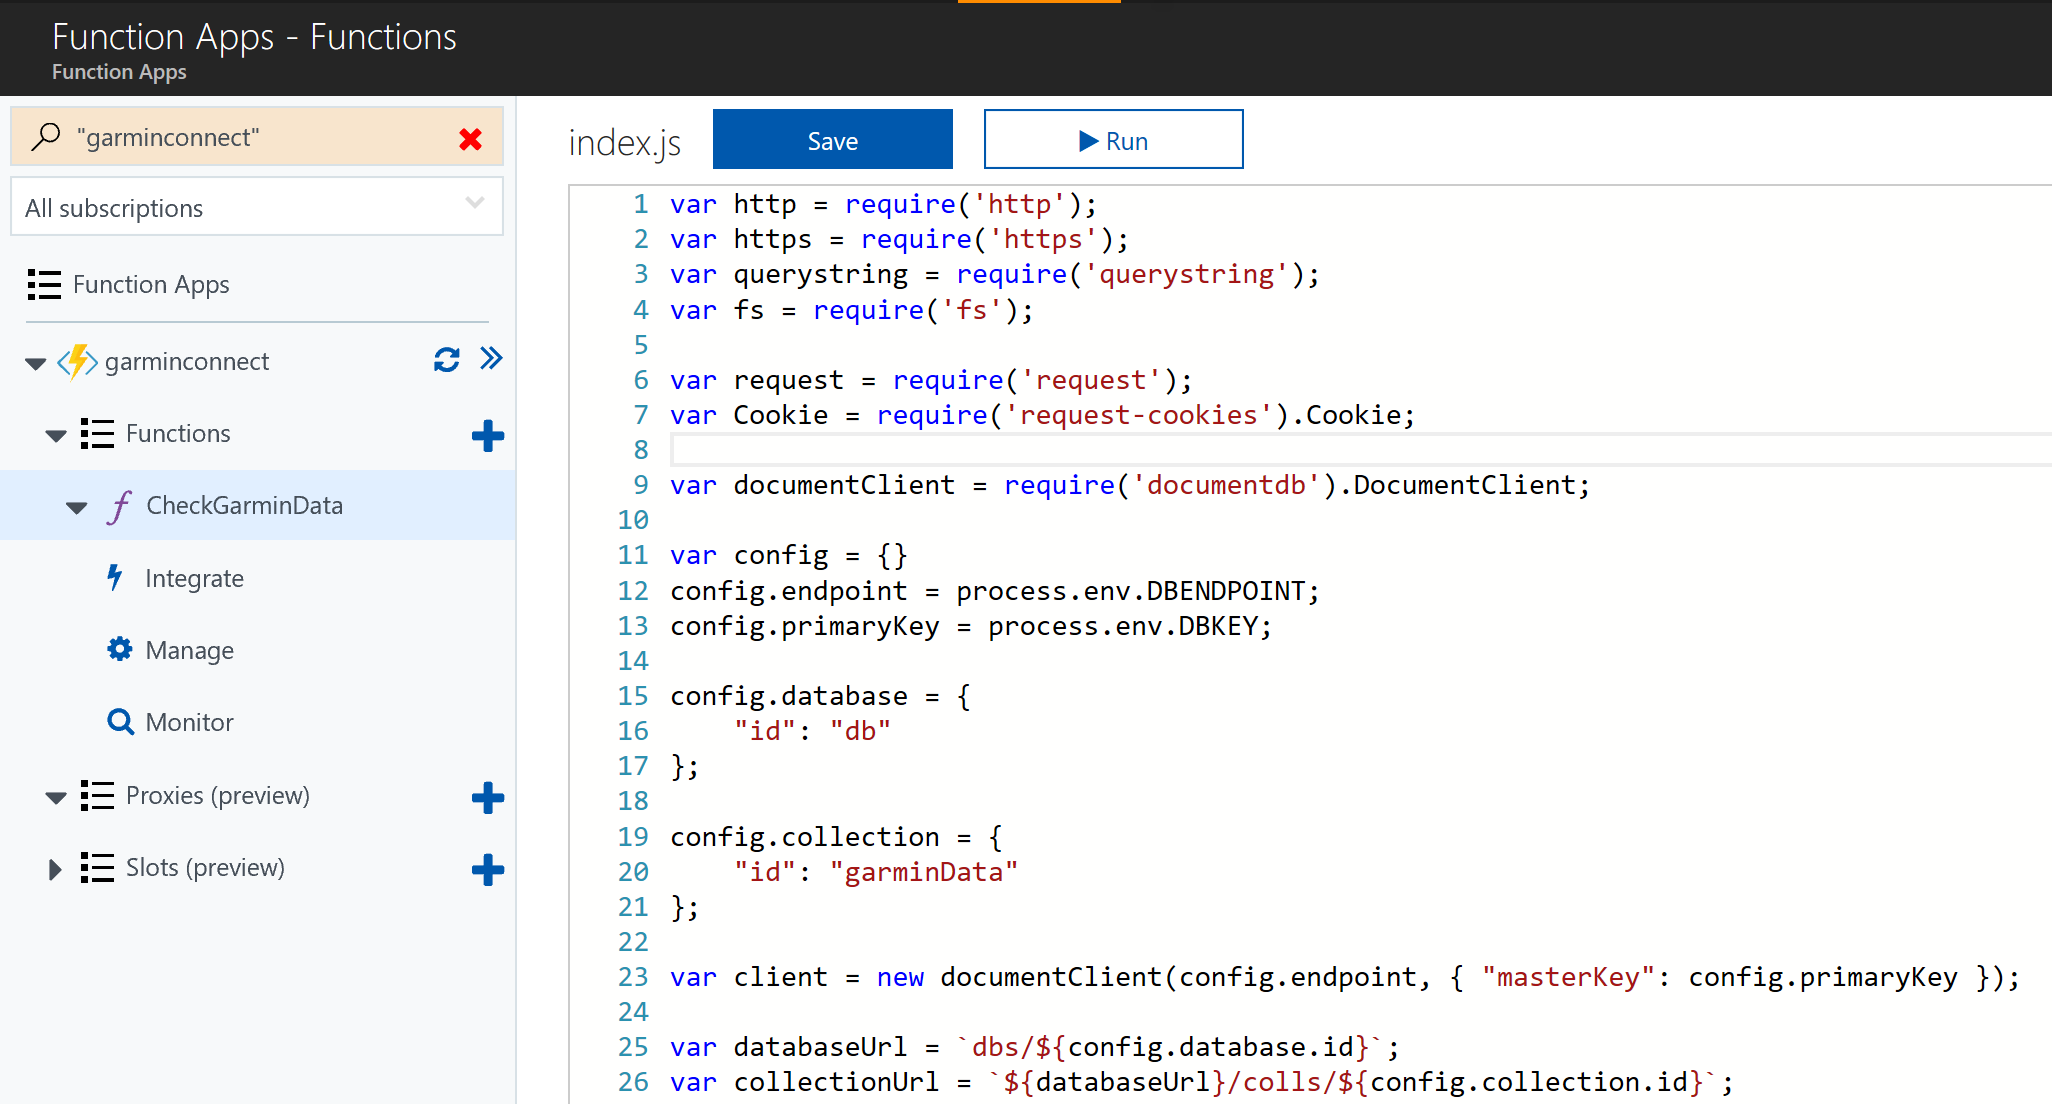 Function Apps - Functions
Function Apps
"garminconnect"
All subscriptions
Function Apps
garminconnect
Functions
CheckGarminData
Integrate
Manage
Monitor
Proxies (preview)
Slots (preview)
index.js
Save
Run
1 var http = require('http');
2 var https = require('https');
3 var querystring = require('querystring');
4 var fs = require('fs');
5
6 var request = require('request');
7 var Cookie = require('request-cookies').Cookie;
8
9 var documentClient = require('documentdb').DocumentClient;
10
11 var config = {}
12 config.endpoint = process.env.DBENDPOINT;
13 config.primaryKey = process.env.DBKEY;
14
15 config.database = {
16     "id": "db"
17 };
18
19 config.collection = {
20     "id": "garminData"
21 };
22
23 var client = new documentClient(config.endpoint, { "masterKey": config.primaryKey });
24
25 var databaseUrl = `dbs/${config.database.id}`;
26 var collectionUrl = `${databaseUrl}/colls/${config.collection.id}`;